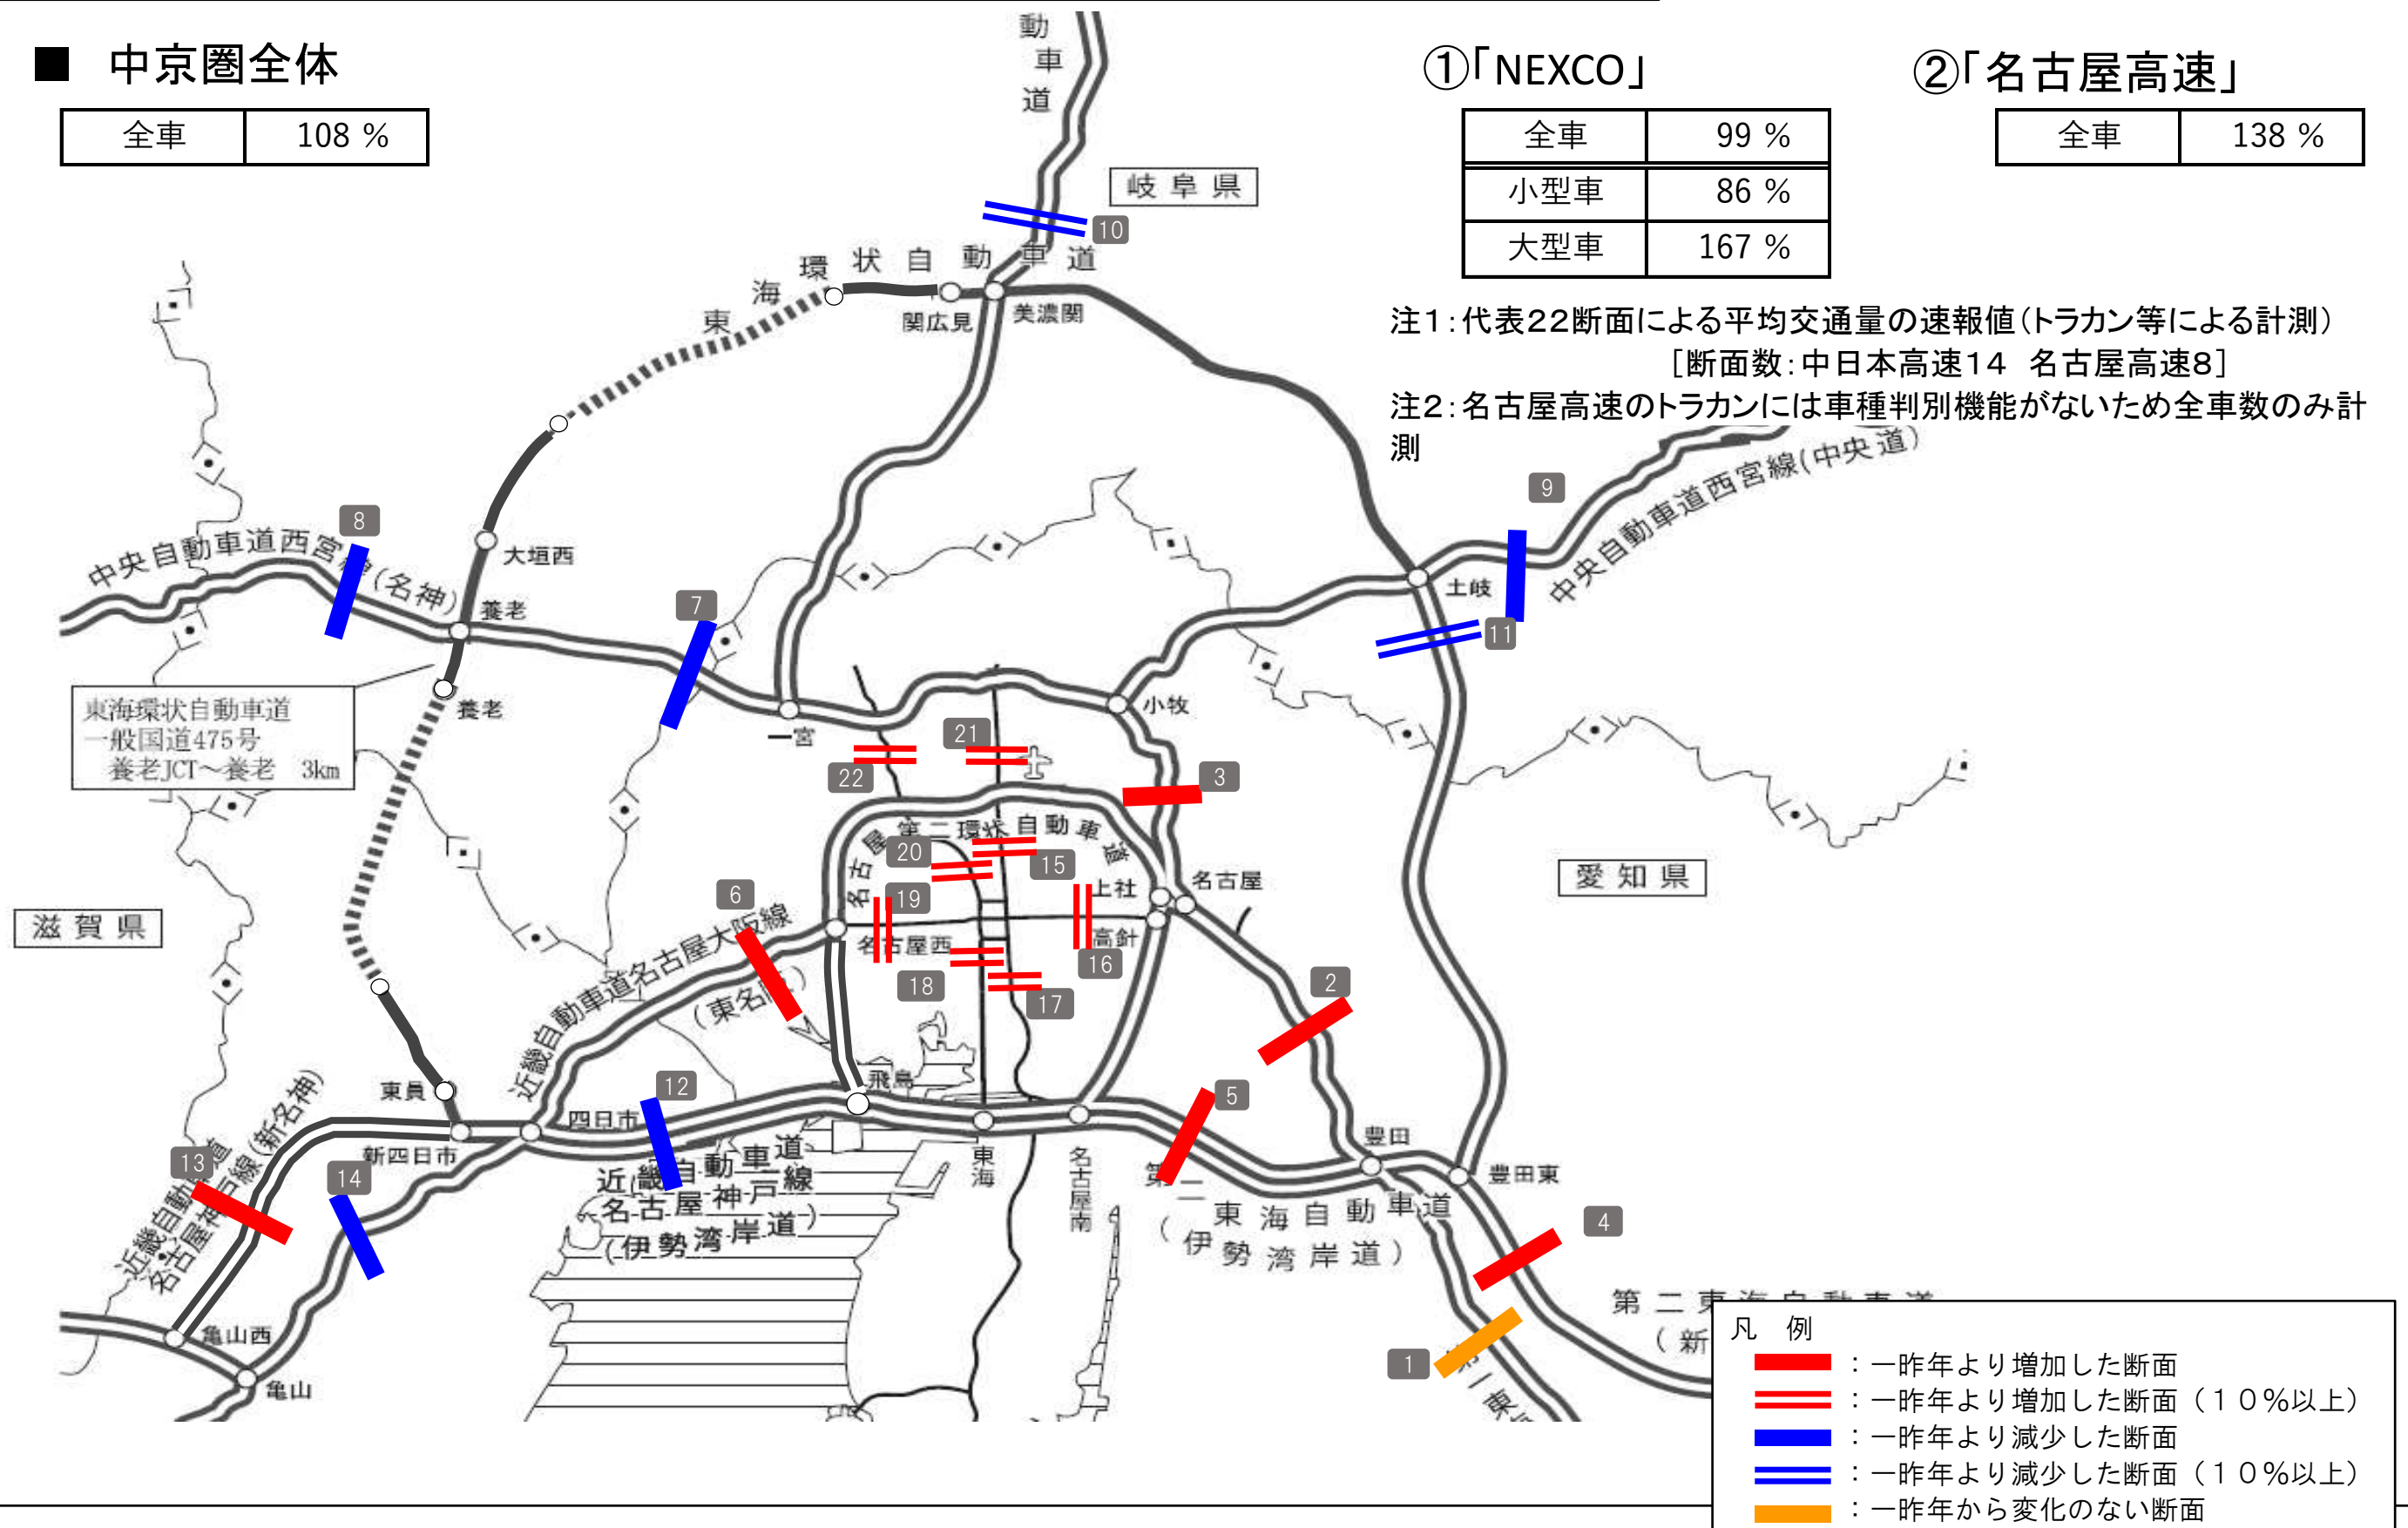 ■ 中京圏全体
全車 108 %
①「NEXCO」
全車 99 %
小型車 86 %
大型車 167 %
②「名古屋高速」
全車 138 %
注1：代表22断面による平均交通量の速報値（トラカン等による計測）
［断面数：中日本高速14 名古屋高速8］
注2：名古屋高速のトラカンには車種判別機能がないため全車数のみ計
測
動車道
岐阜県
10
東海環状自動車道
関広見
美濃関
9
中央自動車道西宮線(中央道)
8
中央自動車道西宮線(名神)
大垣西
養老
7
土岐
11
東海環状自動車道
一般国道475号
養老JCT～養老 3km
養老
一宮
小牧
21
22
3
名古屋第二環状自動車道
20
15
上社
名古屋
愛知県
19
6
滋賀県
名古屋西
高針
16
18
17
2
近畿自動車道名古屋大阪線
(東名阪)
東員
12
飛島
5
四日市
新四日市
豊田
豊田東
13
14
近畿自動車道
名古屋神戸線(新名神)
近畿自動車道
名古屋神戸線
(伊勢湾岸道)
東海
名古屋南
第二東海自動車道
(伊勢湾岸道)
4
亀山西
亀山
1
第一東
第二東海自動車道
(新
凡 例
：一昨年より増加した断面
：一昨年より増加した断面（１０％以上）
：一昨年より減少した断面
：一昨年より減少した断面（１０％以上）
：一昨年から変化のない断面